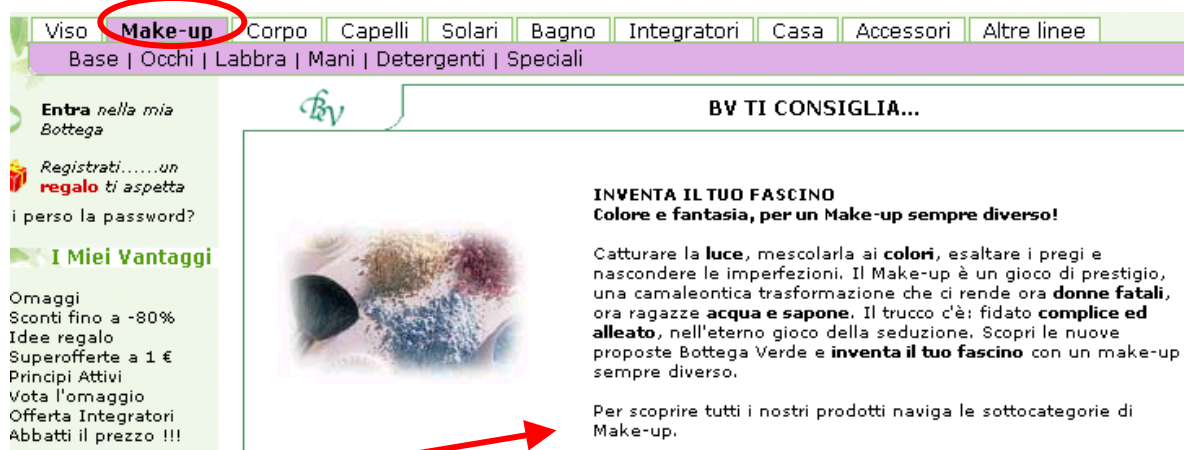 Viso Make-up Corpo Capelli Solari Bagno Integratori Casa Accessori Altre linee
Base | Occhi | Labbra | Mani | Detergenti | Speciali
Entra nella mia
Bottega
Registrati......un
regalo ti aspetta
i perso la password?
I Miei Vantaggi
Omaggi
Sconti fino a -80%
Idee regalo
Superofferte a 1 €
Principi Attivi
Vota l'omaggio
Offerta Integratori
Abbatti il prezzo !!!
BV
BV TI CONSIGLIA...
INVENTA IL TUO FASCINO
Colore e fantasia, per un Make-up sempre diverso!
Catturare la luce, mescolarla ai colori, esaltare i pregi e
nascondere le imperfezioni. Il Make-up è un gioco di prestigio,
una camaleontica trasformazione che ci rende ora donne fatali,
ora ragazze acqua e sapone. Il trucco c'è: fidato complice ed
alleato, nell'eterno gioco della seduzione. Scopri le nuove
proposte Bottega Verde e inventa il tuo fascino con un make-up
sempre diverso.
Per scoprire tutti i nostri prodotti naviga le sottocategorie di
Make-up.